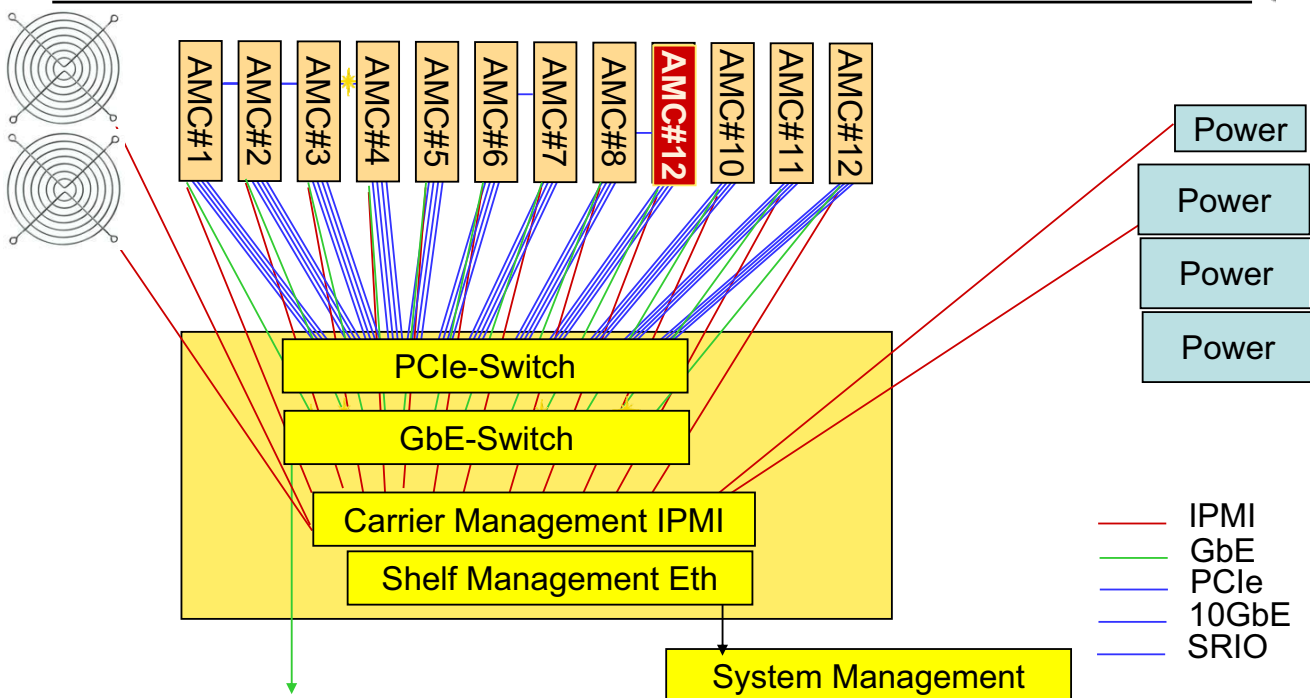 AMC#1
AMC#2
AMC#3
AMC#4
AMC#5
AMC#6
AMC#7
AMC#8
AMC#12
AMC#10
AMC#11
AMC#12
Power
Power
Power
Power
PCIe-Switch
GbE-Switch
Carrier Management IPMI
Shelf Management Eth
System Management
IPMI
GbE
PCIe
10GbE
SRIO